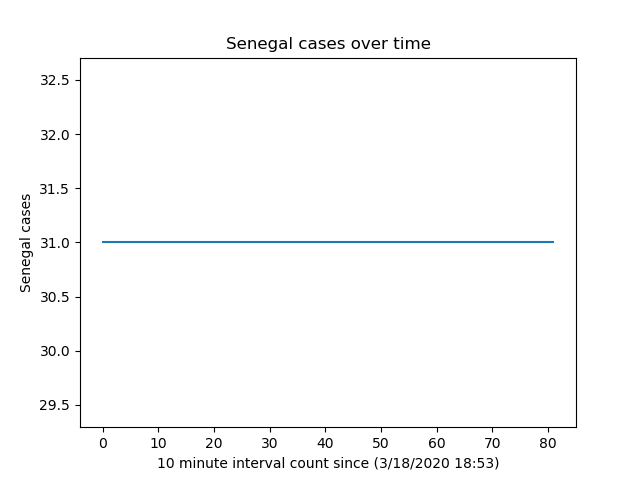 Senegal cases over time
32.5
32.0
31.5
31.0
30.5
30.0
29.5
Senegal cases
0 10 20 30 40 50 60 70 80
10 minute interval count since (3/18/2020 18:53)